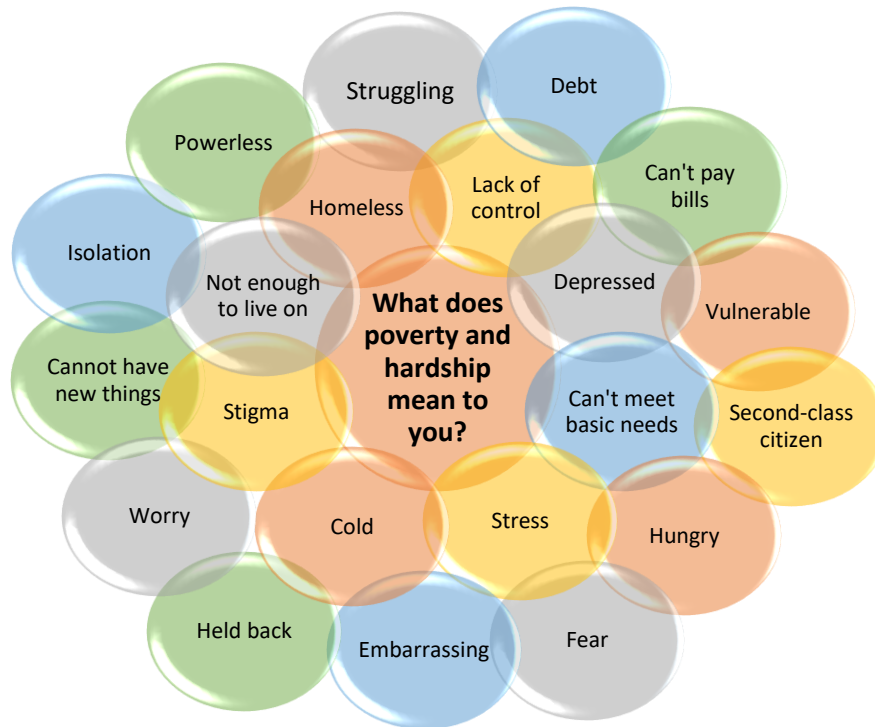 Struggling
Debt
Powerless
Homeless
Lack of
control
Can't pay
bills
Isolation
Not enough
to live on
Depressed
Vulnerable
What does
poverty and
hardship
mean to
you?
Cannot have
new things
Stigma
Can't meet
basic needs
Second-class
citizen
Worry
Cold
Stress
Hungry
Held back
Embarrassing
Fear